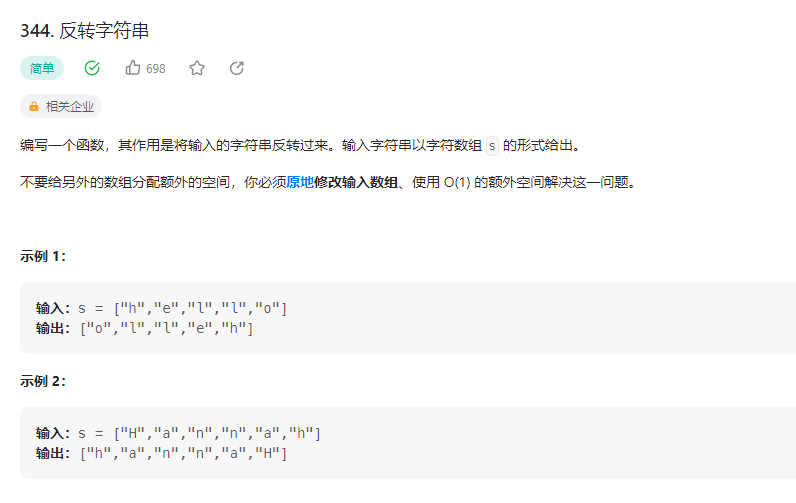 344. 反转字符串
简单 698
相关企业
编写一个函数，其作用是将输入的字符串反转过来。输入字符串以字符数组 s 的形式给出。
不要给另外的数组分配额外的空间，你必须原地修改输入数组、使用 O(1) 的额外空间解决这一问题。
示例 1：
输入：s = ["h","e","l","l","o"]
输出：["o","l","l","e","h"]
示例 2：
输入：s = ["H","a","n","n","a","h"]
输出：["h","a","n","n","a","H"]